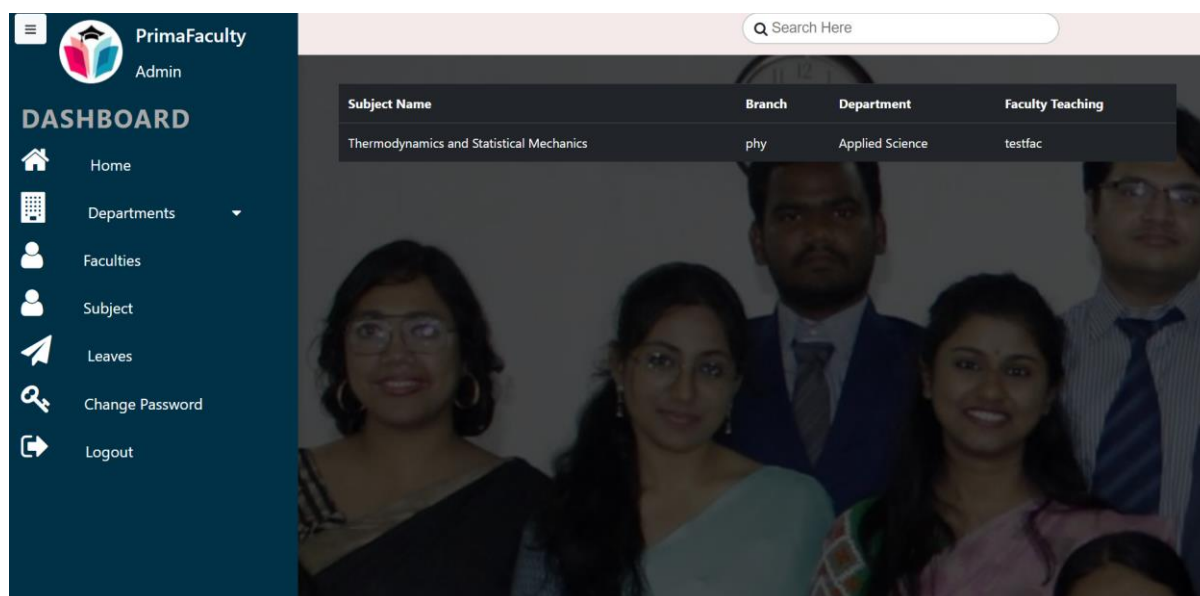 PrimaFaculty
Admin
Search Here
DASHBOARD
Home
Departments
Faculties
Subject
Leaves
Change Password
Logout
12
Subject Name Branch Department Faculty Teaching
Thermodynamics and Statistical Mechanics phy Applied Science testfac